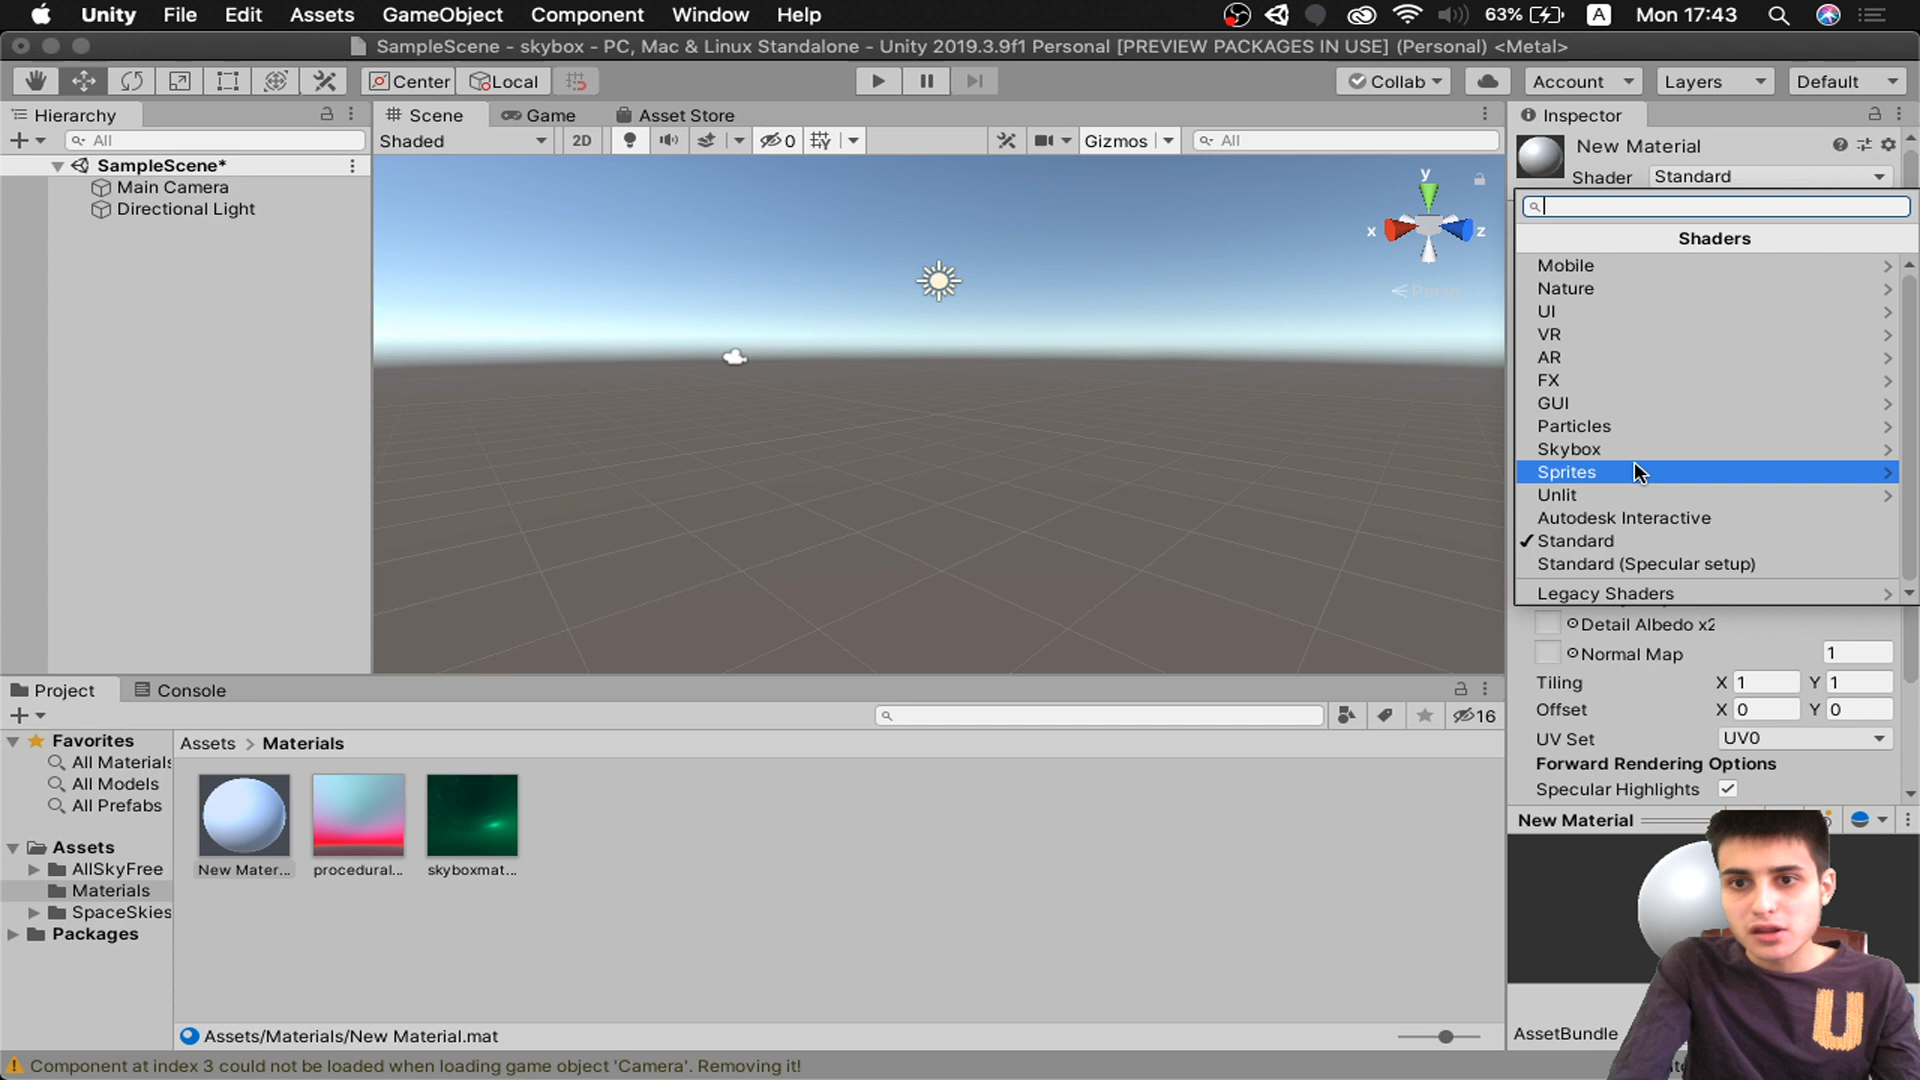 Unity File Edit Assets GameObject Component Window Help 63% A Mon 17:43
SampleScene - skybox - PC, Mac & Linux Standalone - Unity 2019.3.9f1 Personal [PREVIEW PACKAGES IN USE] (Personal) <Metal>
Center Local Collab Account Layers Default
Hierarchy
All
SampleScene*
Main Camera
Directional Light
Scene Game Asset Store
Shaded 2D 0 Gizmos All
y
x z
Persp
Inspector
New Material
Shader Standard
Shaders
Mobile
Nature
UI
VR
AR
FX
GUI
Particles
Skybox
Sprites
Unlit
Autodesk Interactive
Standard
Standard (Specular setup)
Legacy Shaders
Detail Albedo x2
Normal Map 1
Tiling X 1 Y 1
Offset X 0 Y 0
UV Set UV0
Forward Rendering Options
Specular Highlights
New Material
U
AssetBundle
Project Console
16
Favorites
All Materials
All Models
All Prefabs
Assets
AllSkyFree
Materials
SpaceSkies
Packages
Assets > Materials
New Mater... procedural... skyboxmat...
Assets/Materials/New Material.mat
Component at index 3 could not be loaded when loading game object 'Camera'. Removing it!